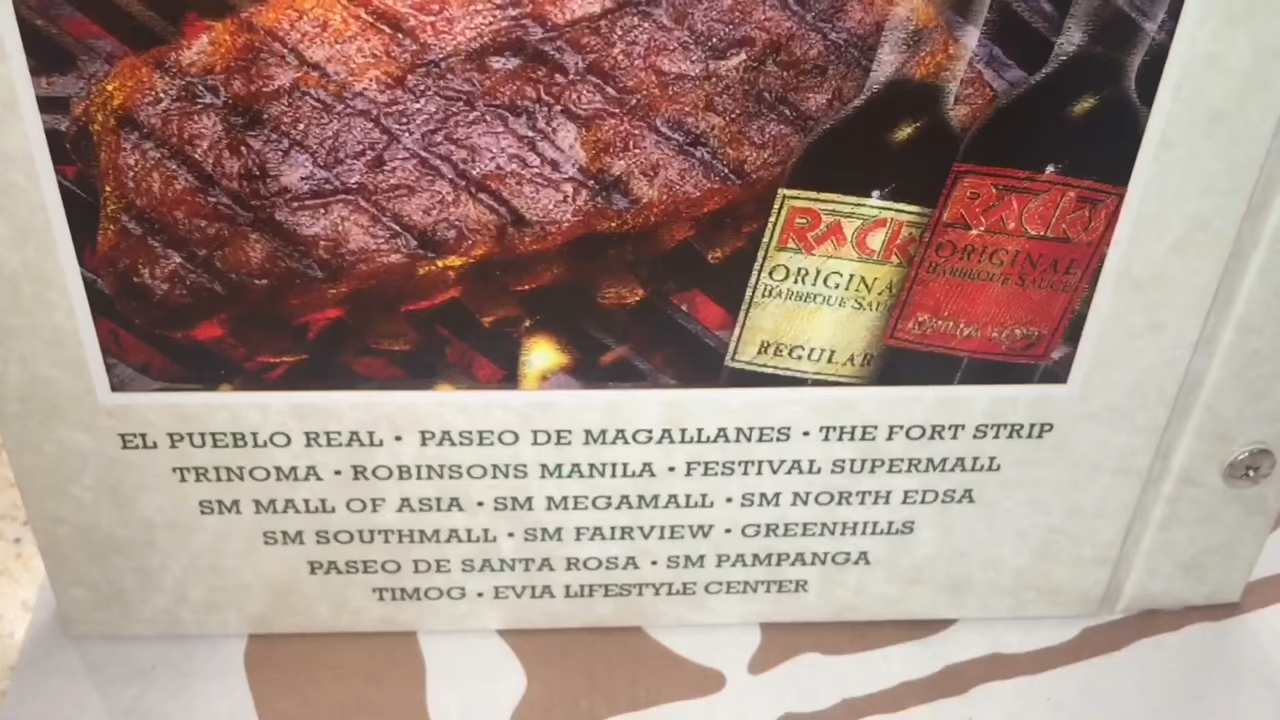 RACKS
ORIGINA
BARBEQUE SAU
REGULAR
RACKS
ORIGINAL
BARBEQUE SAUCE
EL PUEBLO REAL • PASEO DE MAGALLANES • THE FORT STRIP
TRINOMA • ROBINSONS MANILA • FESTIVAL SUPERMALL
SM MALL OF ASIA • SM MEGAMALL • SM NORTH EDSA
SM SOUTHMALL • SM FAIRVIEW • GREENHILLS
PASEO DE SANTA ROSA • SM PAMPANGA
TIMOG • EVIA LIFESTYLE CENTER